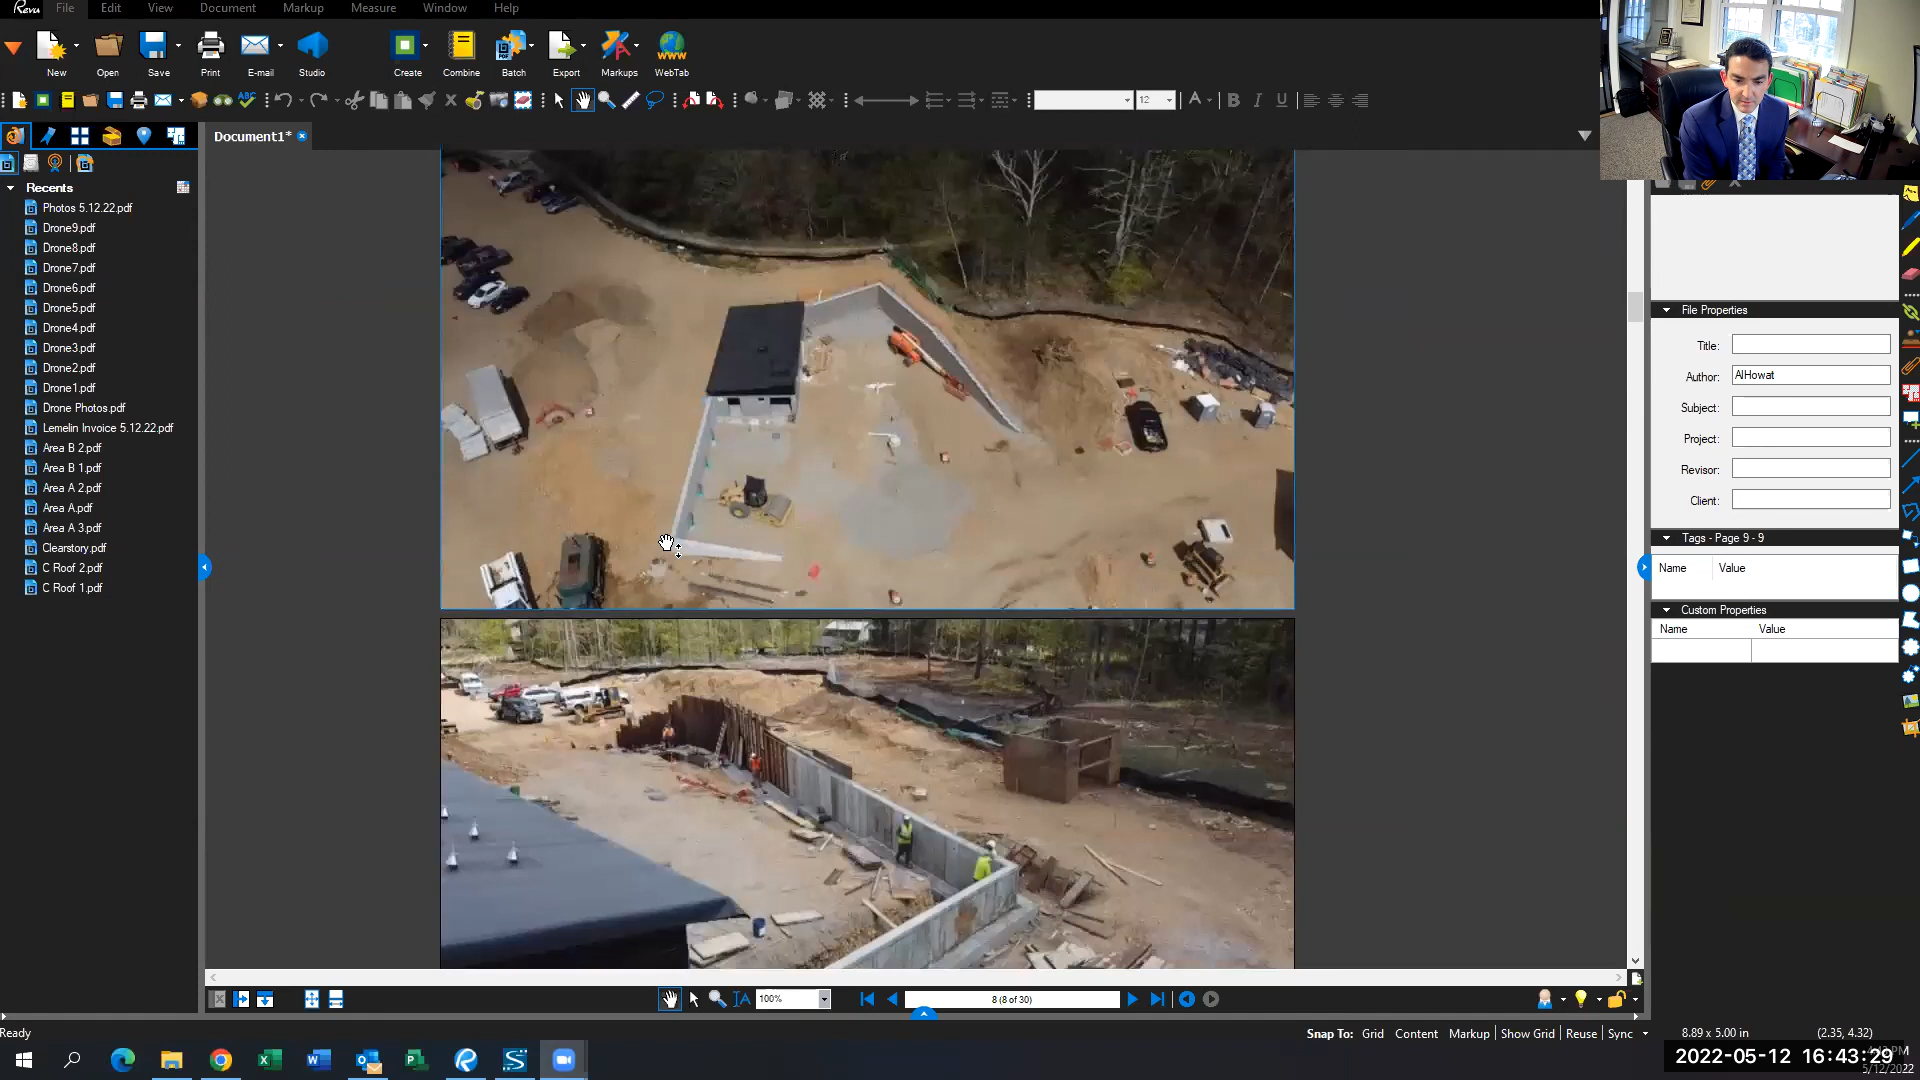 Revu File Edit View Document Markup Measure Window Help
New Open Save Print E-mail Studio Create Combine Batch Export Markups WebTab
WWW
ABC 12 A B I U
Document1*
Recents
Photos 5.12.22.pdf
Drone9.pdf
Drone8.pdf
Drone7.pdf
Drone6.pdf
Drone5.pdf
Drone4.pdf
Drone3.pdf
Drone2.pdf
Drone1.pdf
Drone Photos.pdf
Lemelin Invoice 5.12.22.pdf
Area B 2.pdf
Area B 1.pdf
Area A 2.pdf
Area A.pdf
Area A 3.pdf
Clearstory.pdf
C Roof 2.pdf
C Roof 1.pdf
File Properties
Title:
Author: AlHowat
Subject:
Project:
Revisor:
Client:
Tags - Page 9 - 9
Name Value
Custom Properties
Name Value
100% 8 (8 of 30)
Ready
Snap To: Grid Content Markup Show Grid Reuse Sync 8.89 x 5.00 in (2.35, 4.32)
2022-05-12 16:43:29
5/12/2022